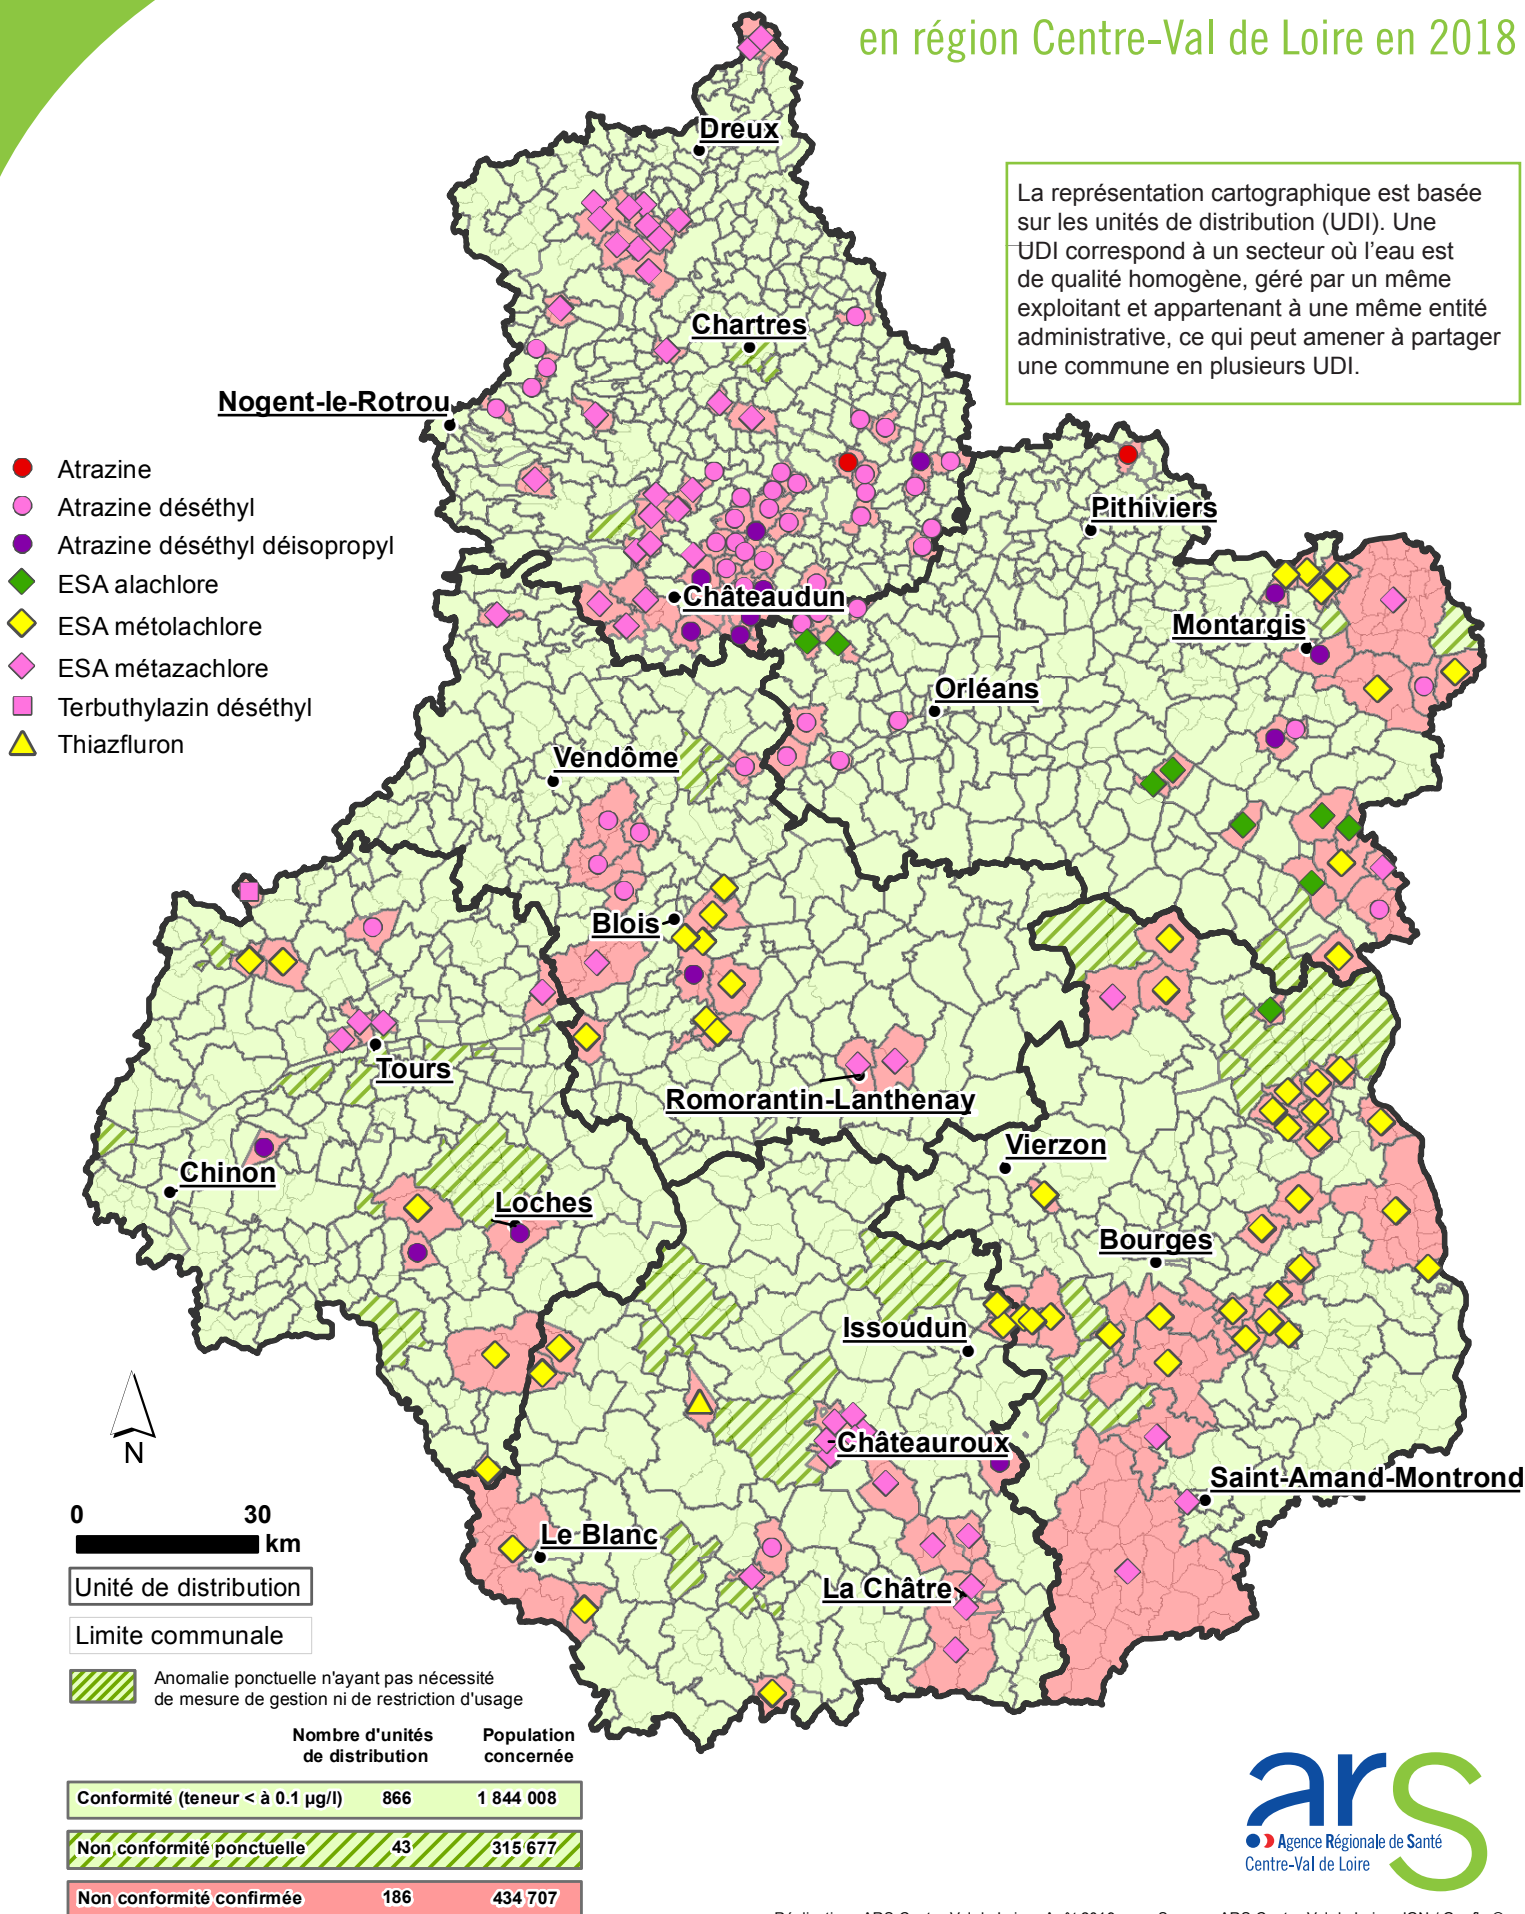 en région Centre-Val de Loire en 2018
La représentation cartographique est basée
sur les unités de distribution (UDI). Une
UDI correspond à un secteur où l'eau est
de qualité homogène, géré par un même
exploitant et appartenant à une même entité
administrative, ce qui peut amener à partager
une commune en plusieurs UDI.
Dreux
Chartres
Nogent-le-Rotrou
Atrazine
Atrazine déséthyl
Atrazine déséthyl déisopropyl
ESA alachlore
ESA métolachlore
ESA métazachlore
Terbuthylazin déséthyl
Thiazfluron
Pithiviers
Châteaudun
Montargis
Orléans
Vendôme
Blois
Tours
Romorantin-Lanthenay
Vierzon
Chinon
Loches
Bourges
Issoudun
Châteauroux
Saint-Amand-Montrond
Le Blanc
La Châtre
N
0 30
km
Unité de distribution
Limite communale
Anomalie ponctuelle n'ayant pas nécessité
de mesure de gestion ni de restriction d'usage
Nombre d'unités Population
de distribution concernée
Conformité (teneur < à 0.1 µg/l) 866 1 844 008
Non conformité ponctuelle 43 315 677
Non conformité confirmée 186 434 707
ars
Agence Régionale de Santé
Centre-Val de Loire